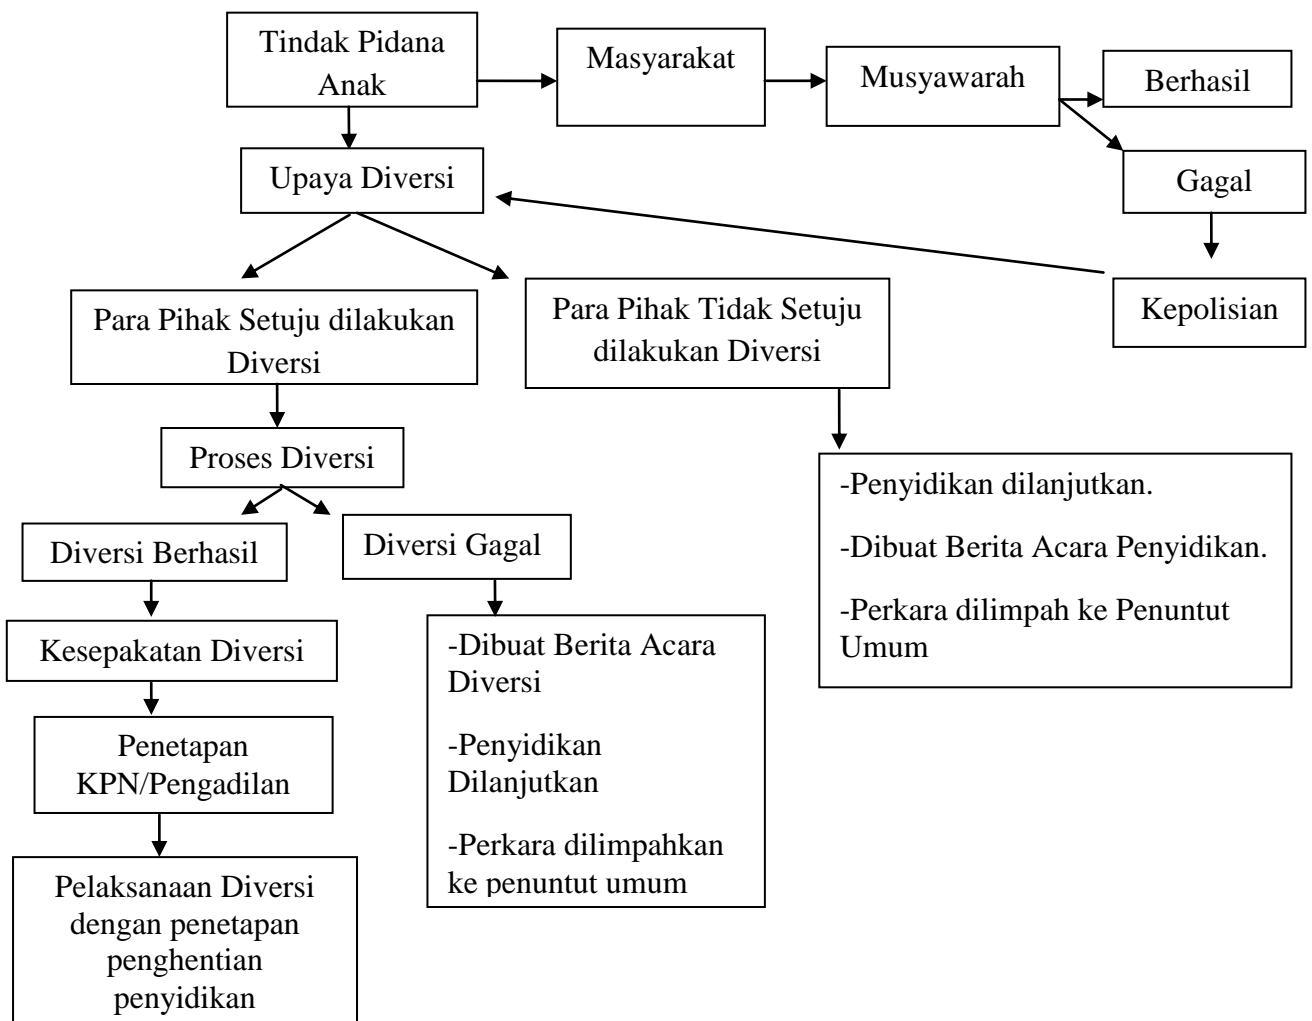 Tindak Pidana
Anak
Masyarakat
Musyawarah
Berhasil
Gagal
Upaya Diversi
Kepolisian
Para Pihak Setuju dilakukan
Diversi
Para Pihak Tidak Setuju
dilakukan Diversi
Proses Diversi
-Penyidikan dilanjutkan.
-Dibuat Berita Acara Penyidikan.
-Perkara dilimpah ke Penuntut
Umum
Diversi Berhasil
Diversi Gagal
Kesepakatan Diversi
-Dibuat Berita Acara
Diversi
-Penyidikan
Dilanjutkan
-Perkara dilimpahkan
ke penuntut umum
Penetapan
KPN/Pengadilan
Pelaksanaan Diversi
dengan penetapan
penghentian
penyidikan